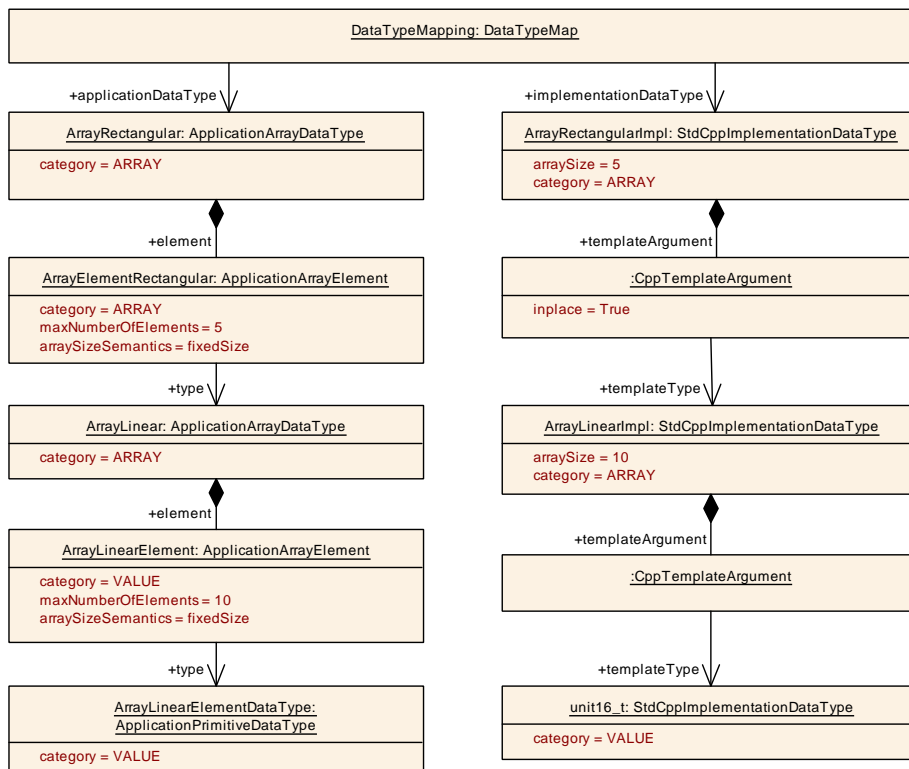 DataTypeMapping: DataTypeMap
+applicationDataType
+implementationDataType
ArrayRectangular: ApplicationArrayDataType
category = ARRAY
ArrayRectangularImpl: StdCppImplementationDataType
arraySize = 5
category = ARRAY
+element
+templateArgument
ArrayElementRectangular: ApplicationArrayElement
category = ARRAY
maxNumberOfElements = 5
arraySizeSemantics = fixedSize
:CppTemplateArgument
inplace = True
+type
+templateType
ArrayLinear: ApplicationArrayDataType
category = ARRAY
ArrayLinearImpl: StdCppImplementationDataType
arraySize = 10
category = ARRAY
+element
+templateArgument
ArrayLinearElement: ApplicationArrayElement
category = VALUE
maxNumberOfElements = 10
arraySizeSemantics = fixedSize
:CppTemplateArgument
+type
+templateType
ArrayLinearElementDataType:
ApplicationPrimitiveDataType
category = VALUE
unit16_t: StdCppImplementationDataType
category = VALUE